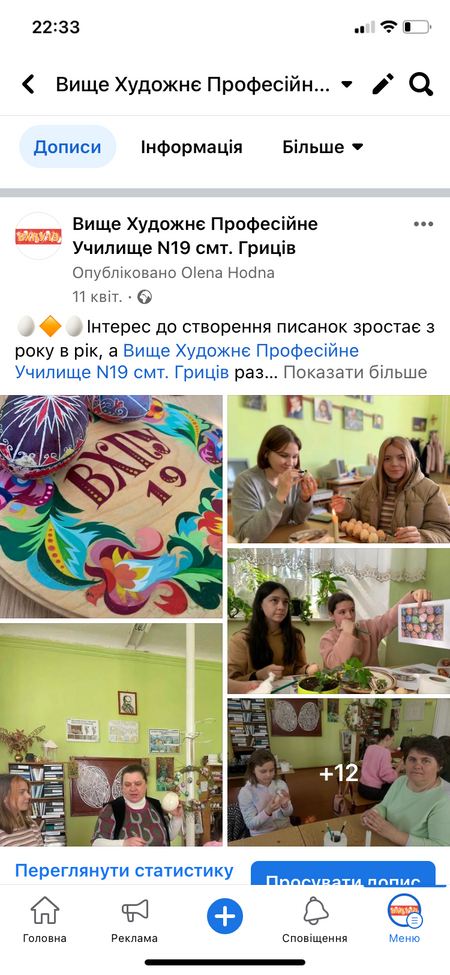 22:33
Вище Художнє Професійн...
Дописи
Інформація
Більше
Вище Художнє Професійне
Училище N19 смт. Гриців
Опубліковано Olena Hodna
11 квіт. ·
Інтерес до створення писанок зростає з
року в рік, а Вище Художнє Професійне
Училище N19 смт. Гриців раз... Показати більше
ВХПУ
19
+12
Переглянути статистику
Просувати допис
Головна
Реклама
Сповіщення
Меню